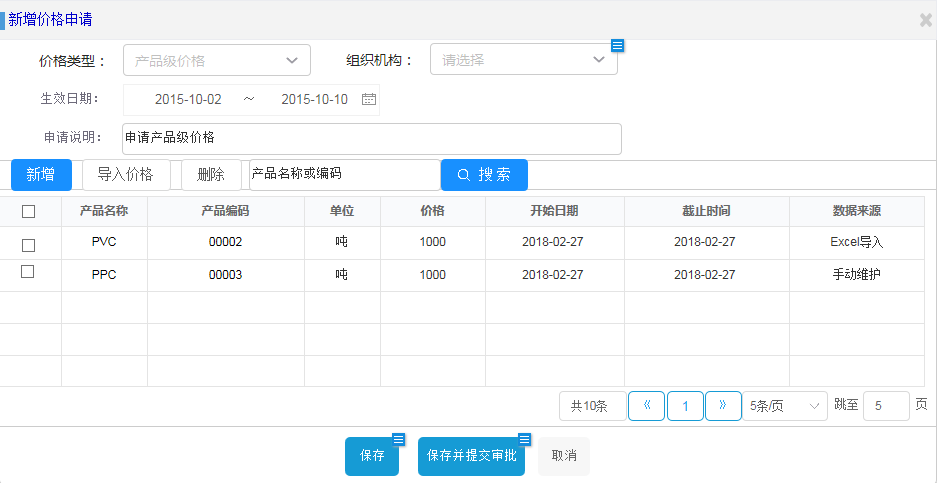 新增价格申请
价格类型： 产品级价格 组织机构： 请选择
生效日期： 2015-10-02 ~ 2015-10-10
申请说明： 申请产品级价格
新增 导入价格 删除 产品名称或编码 搜索
产品名称 产品编码 单位 价格 开始日期 截止时间 数据来源
PVC 00002 吨 1000 2018-02-27 2018-02-27 Excel导入
PPC 00003 吨 1000 2018-02-27 2018-02-27 手动维护
共10条 《 1 》 5条/页 跳至 5 页
保存 保存并提交审批 取消